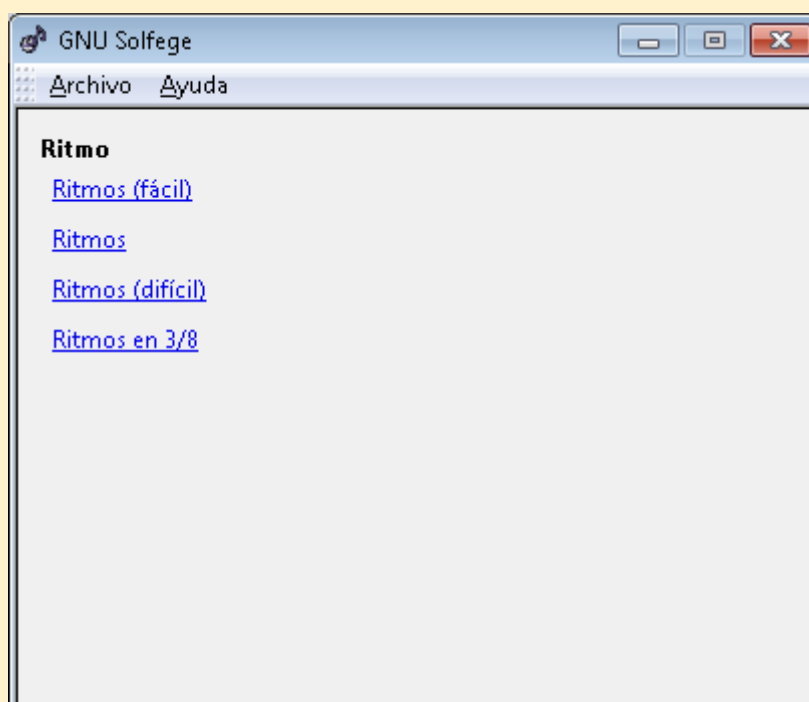 GNU Solfege
Archivo Ayuda
Ritmo
Ritmos (fácil)
Ritmos
Ritmos (difícil)
Ritmos en 3/8